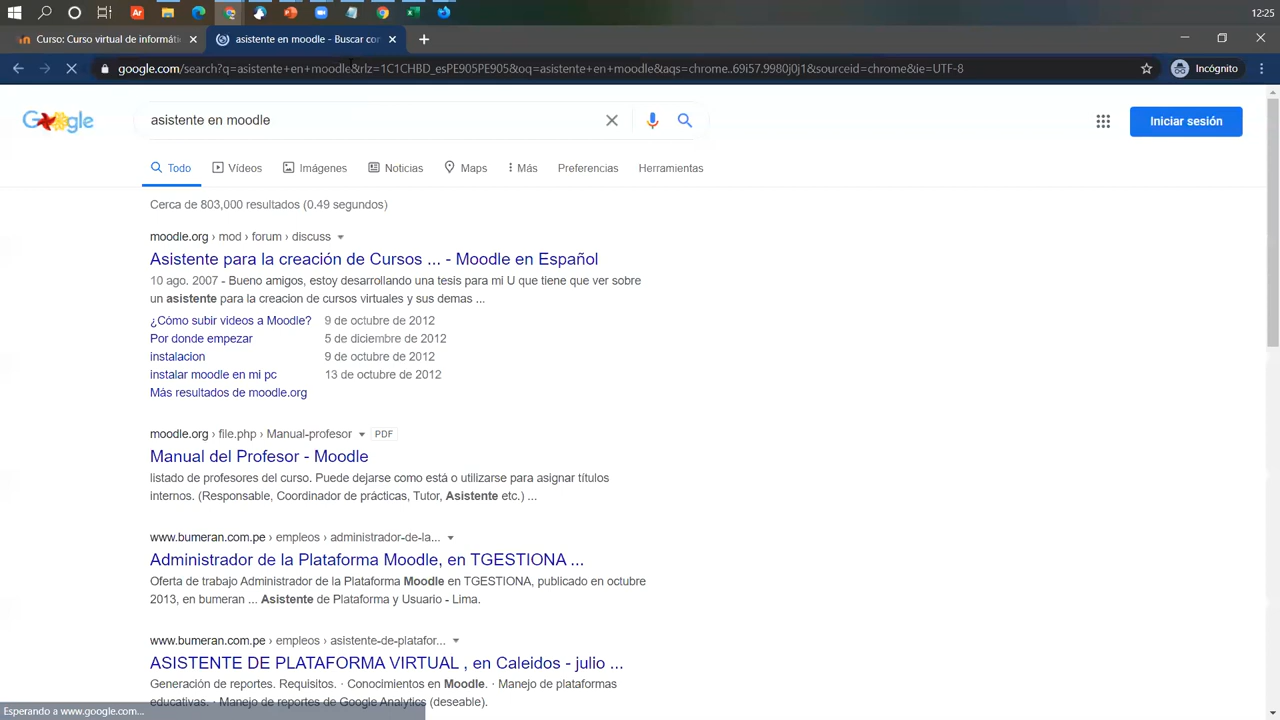 12:25
Curso: Curso virtual de informát
asistente en moodle - Buscar con
google.com/search?q=asistente+en+moodle&rlz=1C1CHBD_esPE905PE905&oq=asistente+en+moodle&aqs=chrome..69i57.9980j0j1&sourceid=chrome&ie=UTF-8
Incógnito
Google
asistente en moodle
Iniciar sesión
Todo Vídeos Imágenes Noticias Maps Más Preferencias Herramientas
Cerca de 803,000 resultados (0.49 segundos)
moodle.org › mod › forum › discuss
Asistente para la creación de Cursos ... - Moodle en Español
10 ago. 2007 - Bueno amigos, estoy desarrollando una tesis para mi U que tiene que ver sobre
un asistente para la creacion de cursos virtuales y sus demas ...
¿Cómo subir videos a Moodle? 9 de octubre de 2012
Por donde empezar 5 de diciembre de 2012
instalacion 9 de octubre de 2012
instalar moodle en mi pc 13 de octubre de 2012
Más resultados de moodle.org
moodle.org › file.php › Manual-profesor PDF
Manual del Profesor - Moodle
listado de profesores del curso. Puede dejarse como está o utilizarse para asignar títulos
internos. (Responsable, Coordinador de prácticas, Tutor, Asistente etc.) ...
www.bumeran.com.pe › empleos › administrador-de-la...
Administrador de la Plataforma Moodle, en TGESTIONA ...
Oferta de trabajo Administrador de la Plataforma Moodle en TGESTIONA, publicado en octubre
2013, en bumeran ... Asistente de Plataforma y Usuario - Lima.
www.bumeran.com.pe › empleos › asistente-de-platafor...
ASISTENTE DE PLATAFORMA VIRTUAL , en Caleidos - julio ...
Generación de reportes. Requisitos. · Conocimientos en Moodle. · Manejo de plataformas
educativas. · Manejo de reportes de Google Analytics (deseable).
Esperando a www.google.com...